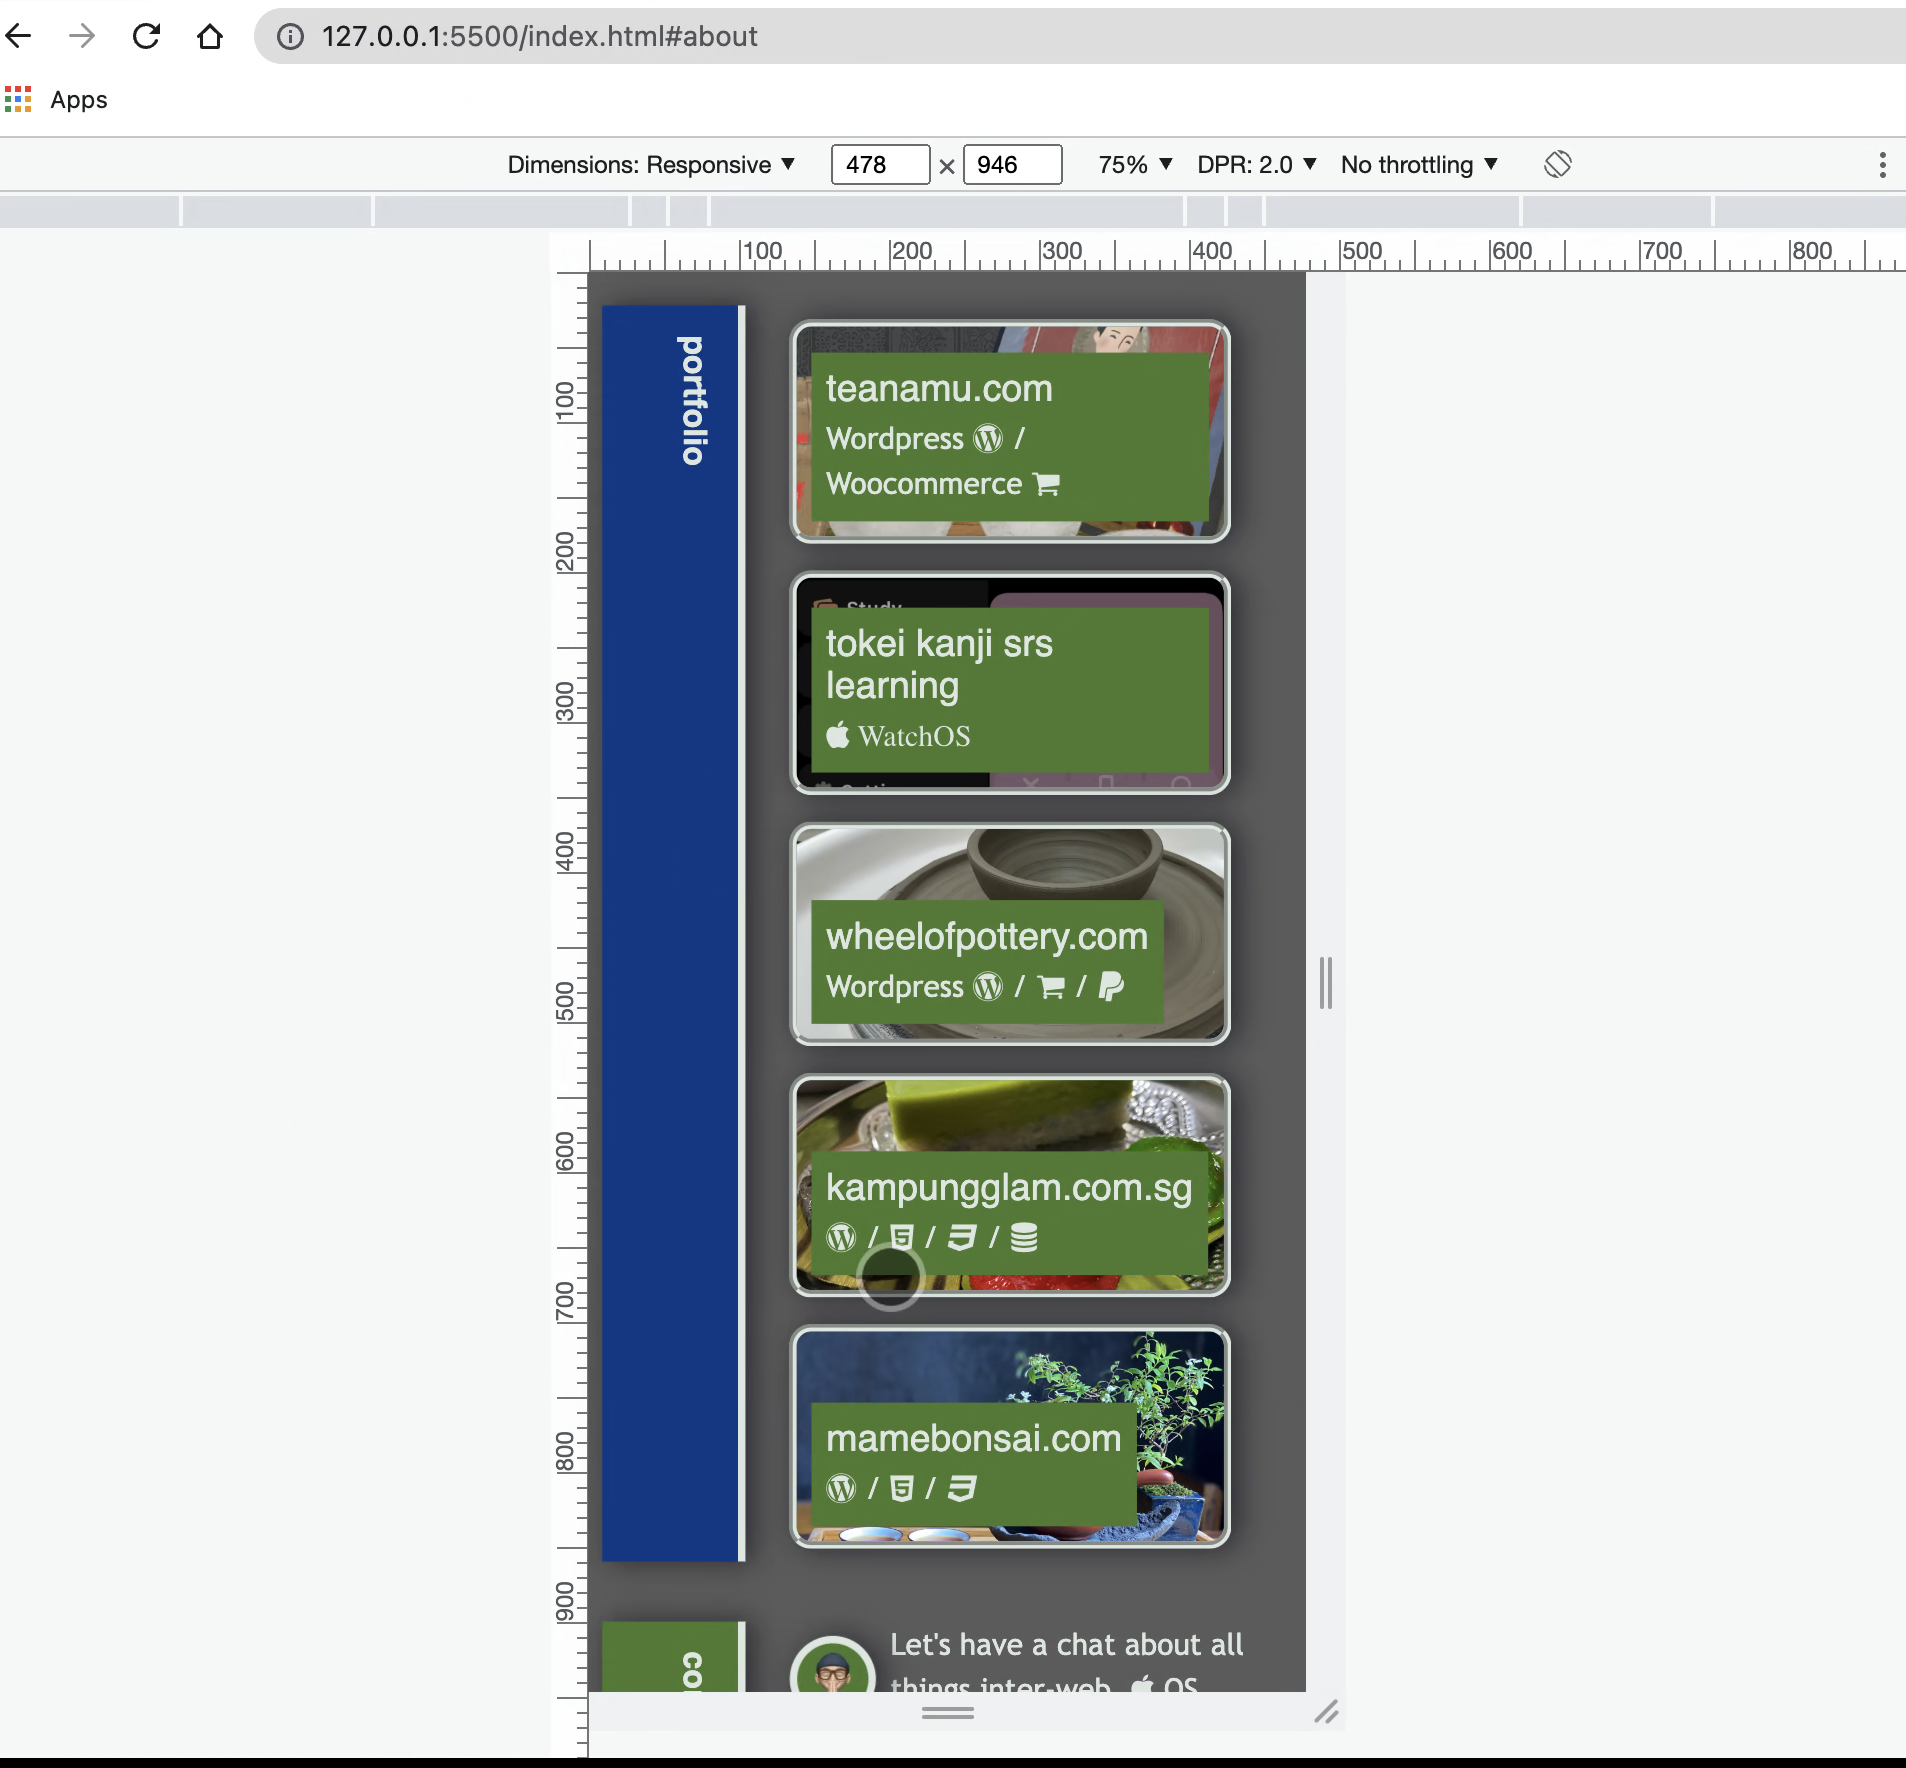 127.0.0.1:5500/index.html#about
Apps
Dimensions: Responsive 478 × 946 75% DPR: 2.0 No throttling
100 200 300 400 500 600 700 800
100
200
300
400
500
600
700
800
900
portfolio
teanamu.com
Wordpress /
Woocommerce
Study
tokei kanji srs
learning
WatchOS
wheelofpottery.com
Wordpress / /
kampungglam.com.sg
/ / /
mamebonsai.com
/ /
Let's have a chat about all
things inter-web, OS